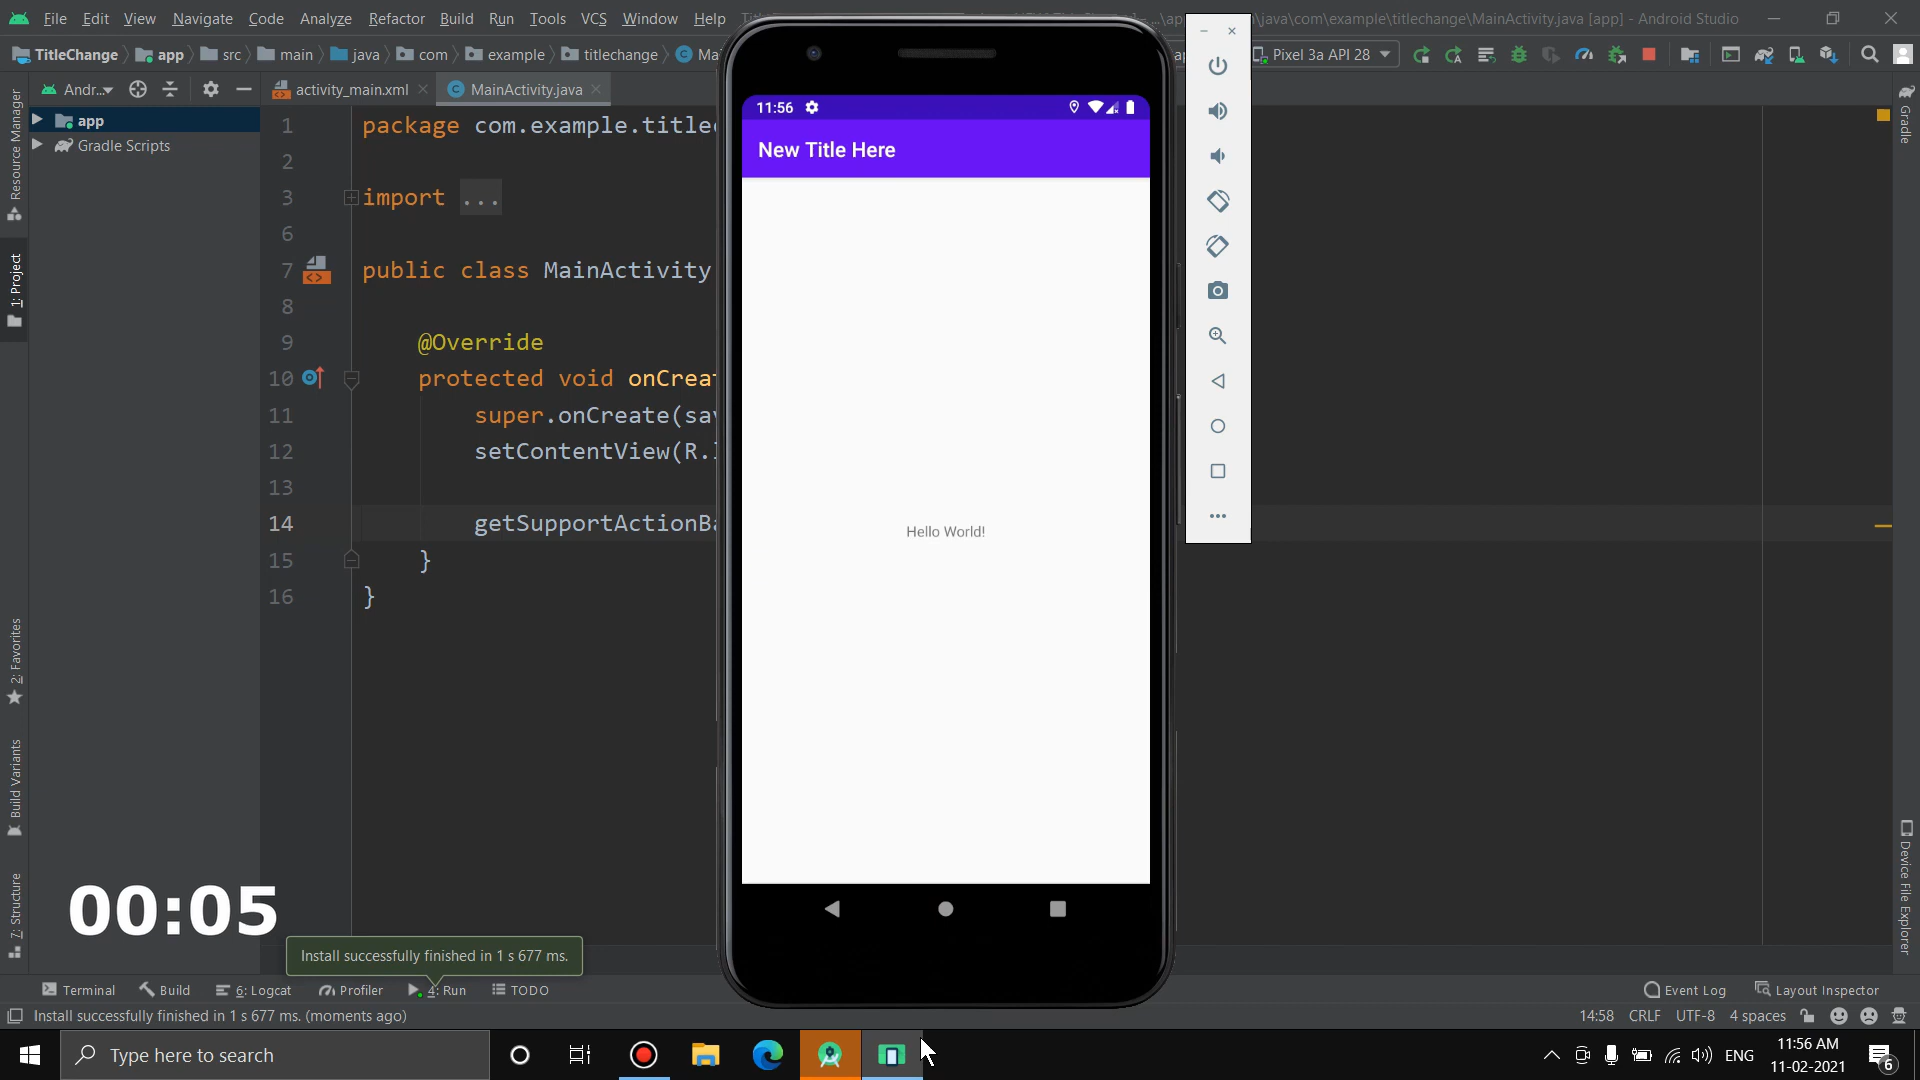 File Edit View Navigate Code Analyze Refactor Build Run Tools VCS Window Help
\java\com\example\titlechange\MainActivity.java [app] - Android Studio
TitleChange app src main java com example titlechange
Pixel 3a API 28
Andr...
activity_main.xml
MainActivity.java
app
Gradle Scripts
Resource Manager
1: Project
2: Favorites
Build Variants
7: Structure
Gradle
Device File Explorer
1 package com.example.title
2
3 import ...
6
7 public class MainActivity
8
9 @Override
10 protected void onCreat
11 super.onCreate(sav
12 setContentView(R.
13
14 getSupportActionBa
15 }
16 }
11:56
New Title Here
Hello World!
00:05
Install successfully finished in 1 s 677 ms.
Terminal Build 6: Logcat Profiler 4: Run TODO
Event Log Layout Inspector
Install successfully finished in 1 s 677 ms. (moments ago)
14:58 CRLF UTF-8 4 spaces
Type here to search
ENG
11:56 AM
11-02-2021
6